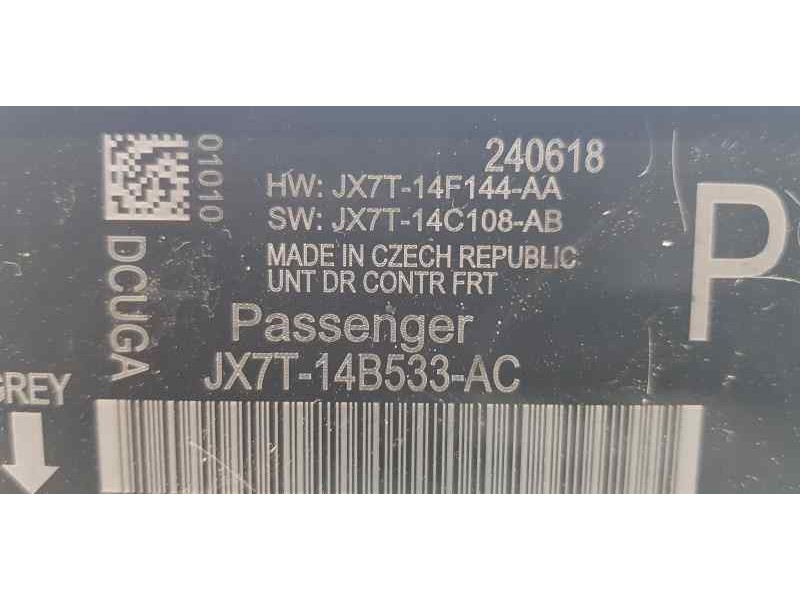 240618
HW: JX7T-14F144-AA
SW: JX7T-14C108-AB
MADE IN CZECH REPUBLIC
UNT DR CONTR FRT
Passenger
JX7T-14B533-AC
01010
DCUGA
GREY
P